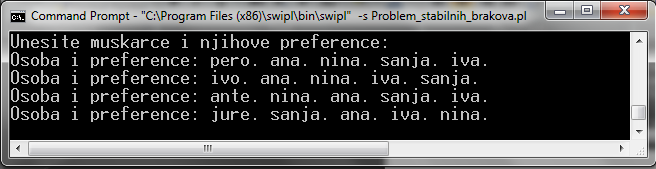 Command Prompt - "C:\Program Files (x86)\swipl\bin\swipl" -s Problem_stabilnih_brakova.pl
Unesite muskarce i njihove preference:
Osoba i preference: pero. ana. nina. sanja. iva.
Osoba i preference: ivo. ana. nina. iva. sanja.
Osoba i preference: ante. nina. ana. sanja. iva.
Osoba i preference: jure. sanja. ana. iva. nina.